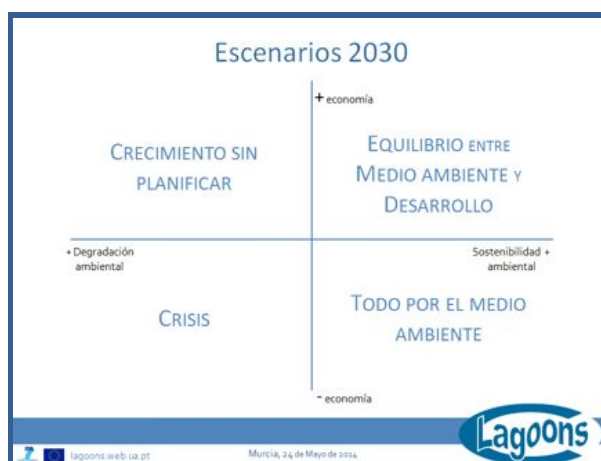 Escenarios 2030
+ economía
CRECIMIENTO SIN
PLANIFICAR
EQUILIBRIO ENTRE
MEDIO AMBIENTE Y
DESARROLLO
+ Degradación
ambiental
Sostenibilidad +
ambiental
CRISIS
TODO POR EL MEDIO
AMBIENTE
- economía
Lagoons
lagoons.web.ua.pt
Murcia, 24 de Mayo de 2014